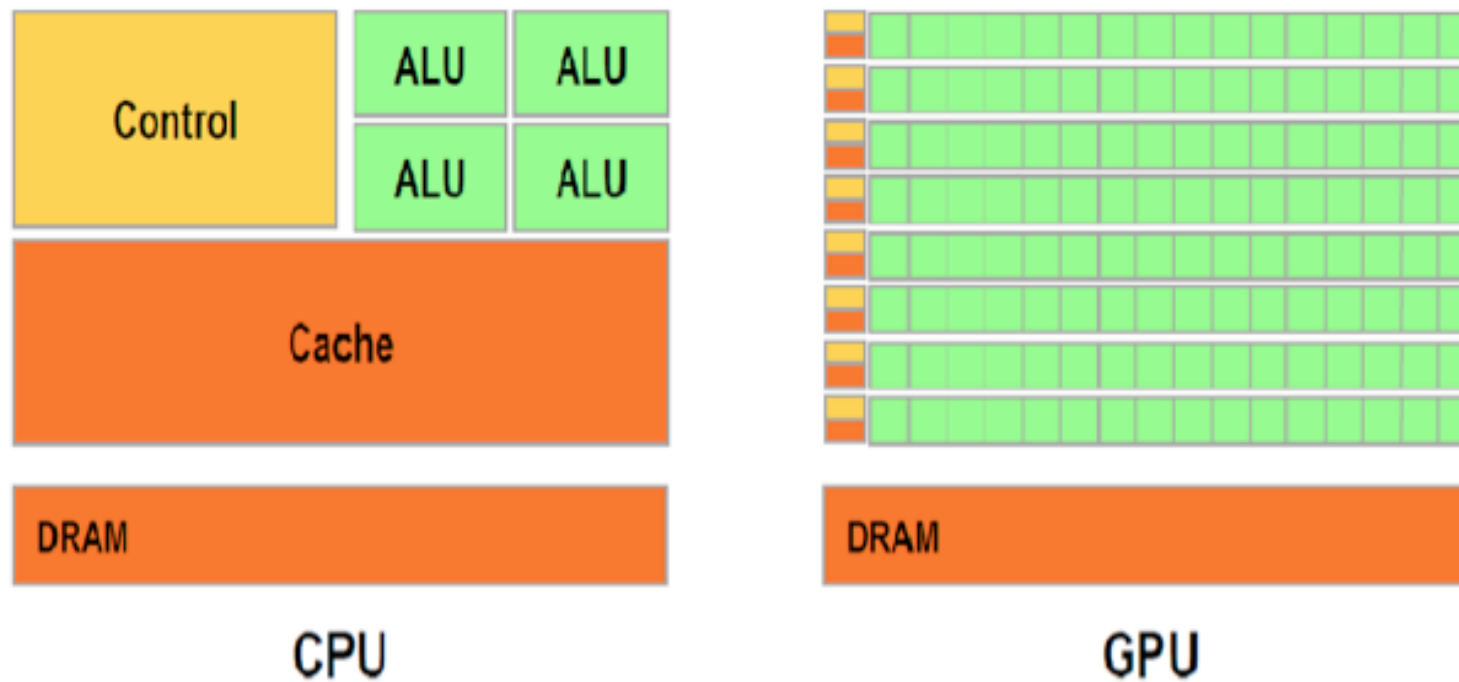 Control
ALU ALU
ALU ALU
Cache
DRAM
CPU
DRAM
GPU